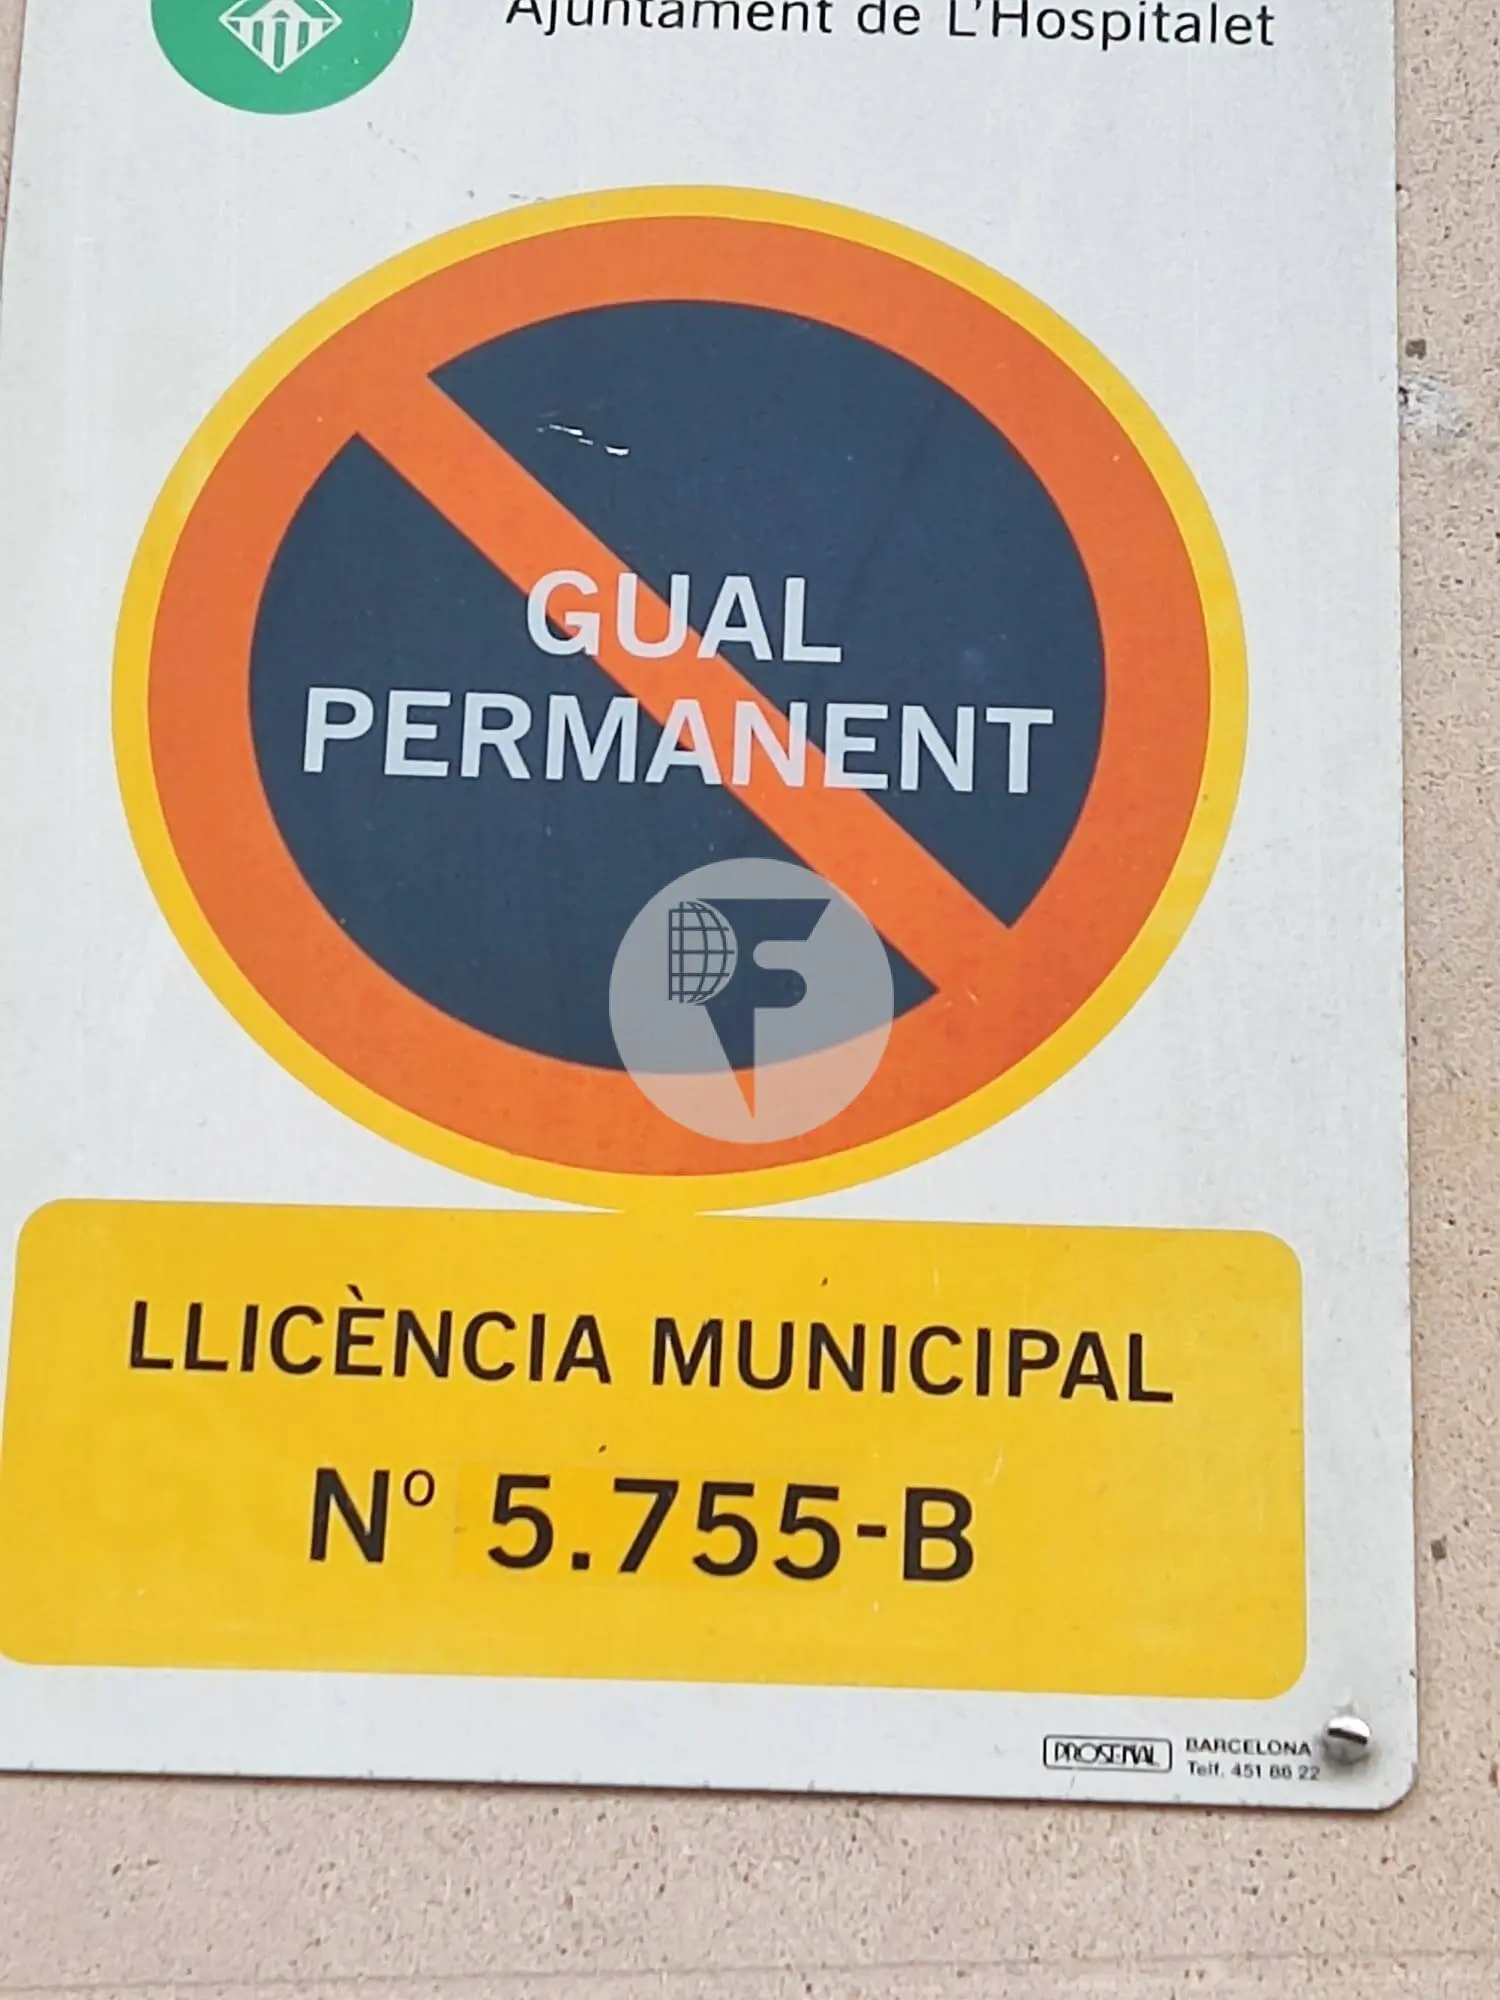 Ajuntament de L'Hospitalet
GUAL
PERMANENT
LLICÈNCIA MUNICIPAL
Nº 5.755-B
PROSEÑAL BARCELONA
Telf. 451 86 22